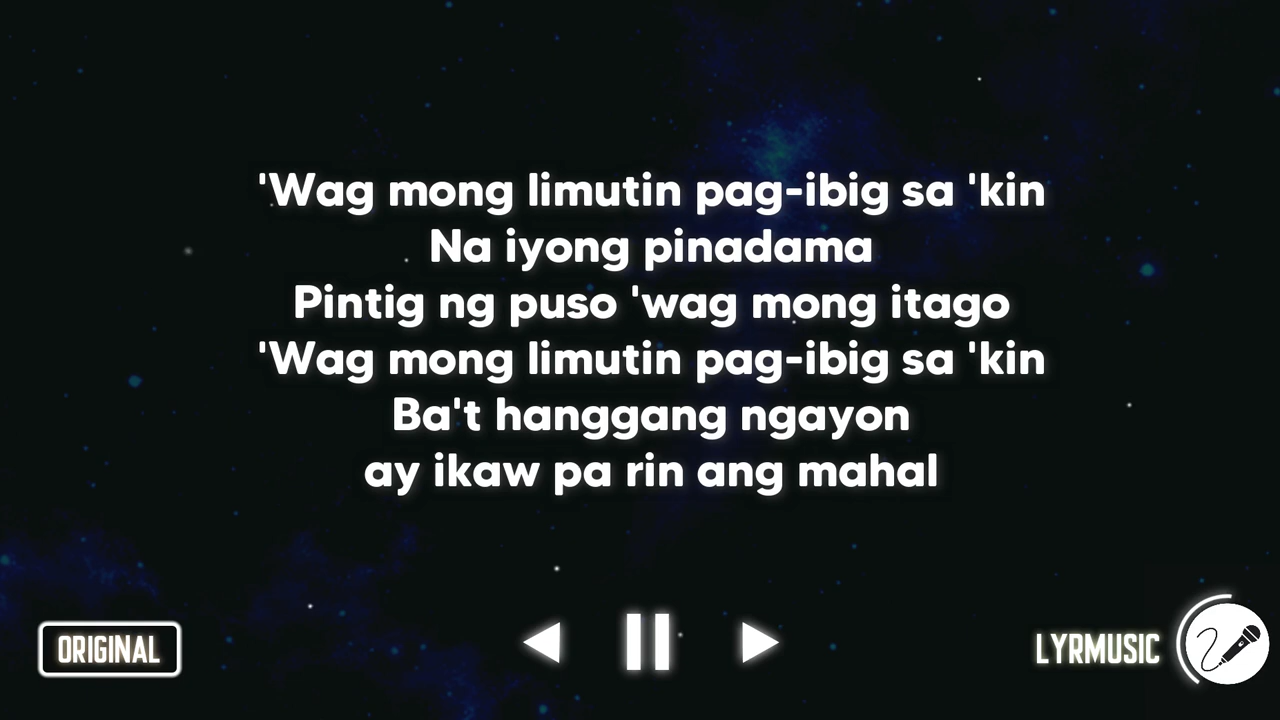 'Wag mong limutin pag-ibig sa 'kin
Na iyong pinadama
Pintig ng puso 'wag mong itago
'Wag mong limutin pag-ibig sa 'kin
Ba't hanggang ngayon
ay ikaw pa rin ang mahal
ORIGINAL
LYRMUSIC